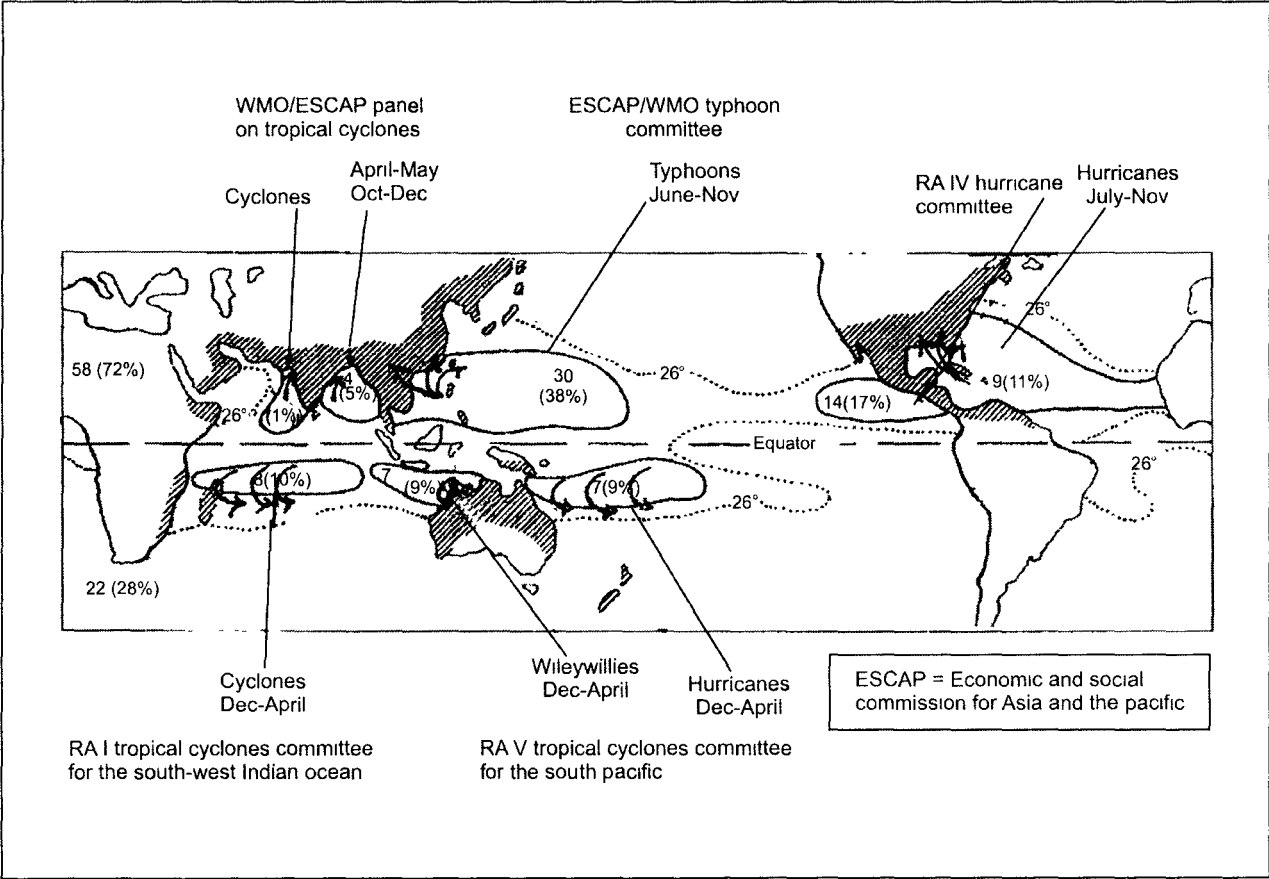 WMO/ESCAP panel
on tropical cyclones
ESCAP/WMO typhoon
committee
April-May
Oct-Dec
Cyclones
Typhoons
June-Nov
RA IV hurricane
committee
Hurricanes
July-Nov
26°
58 (72%)
4
(5%)
30
(38%)
26°
9(11%)
14(17%)
26°
(1%)
Equator
8(10%)
7
(9%)
7(9%)
26°
26°
22 (28%)
Cyclones
Dec-April
Wileywillies
Dec-April
Hurricanes
Dec-April
ESCAP = Economic and social
commission for Asia and the pacific
RA I tropical cyclones committee
for the south-west Indian ocean
RA V tropical cyclones committee
for the south pacific